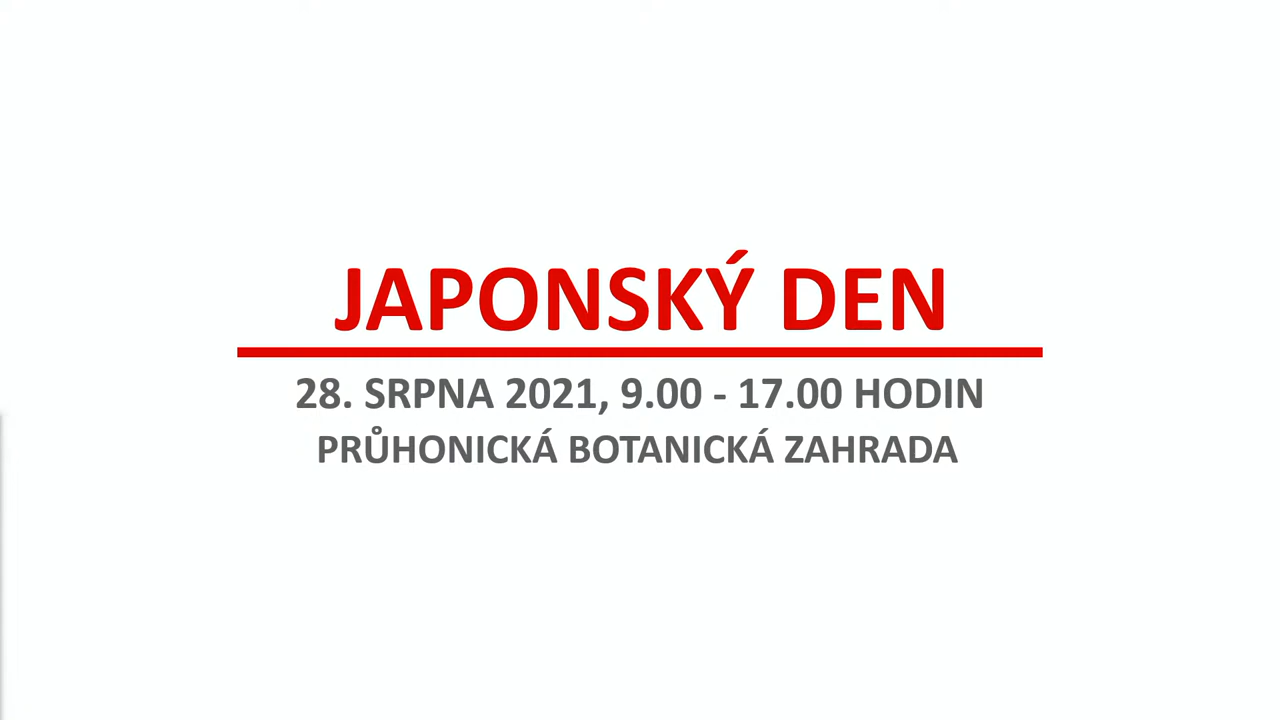 JAPONSKÝ DEN
28. SRPNA 2021, 9.00 - 17.00 HODIN
PRŮHONICKÁ BOTANICKÁ ZAHRADA